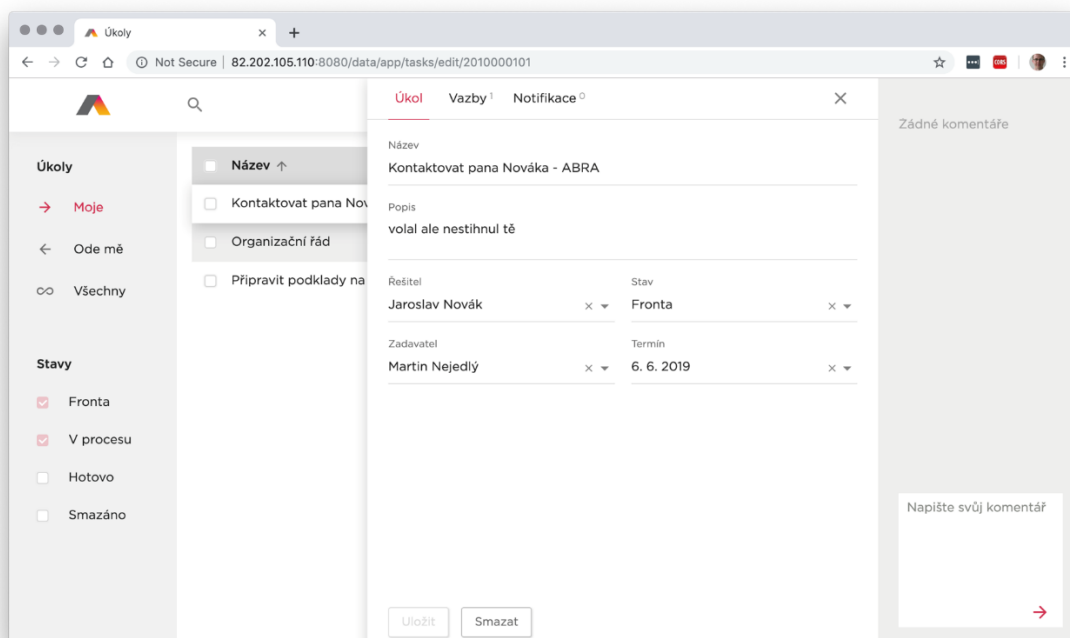 Úkoly
Not Secure | 82.202.105.110:8080/data/app/tasks/edit/2010000101
CORS
Úkoly
Moje
Ode mě
Všechny
Stavy
Fronta
V procesu
Hotovo
Smazáno
Název
Kontaktovat pana Nov
Organizační řád
Připravit podklady na
Úkol Vazby 1 Notifikace 0
Název
Kontaktovat pana Nováka - ABRA
Popis
volal ale nestihnul tě
Řešitel Stav
Jaroslav Novák Fronta
Zadavatel Termín
Martin Nejedlý 6. 6. 2019
Uložit Smazat
Žádné komentáře
Napište svůj komentář